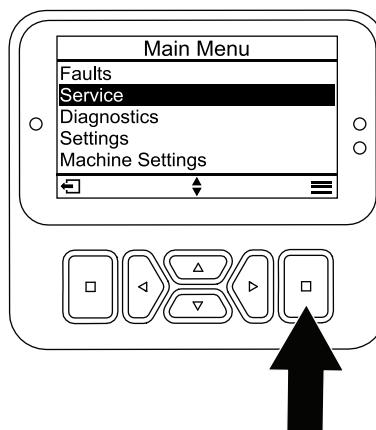 Main Menu
Faults
Service
Diagnostics
Settings
Machine Settings